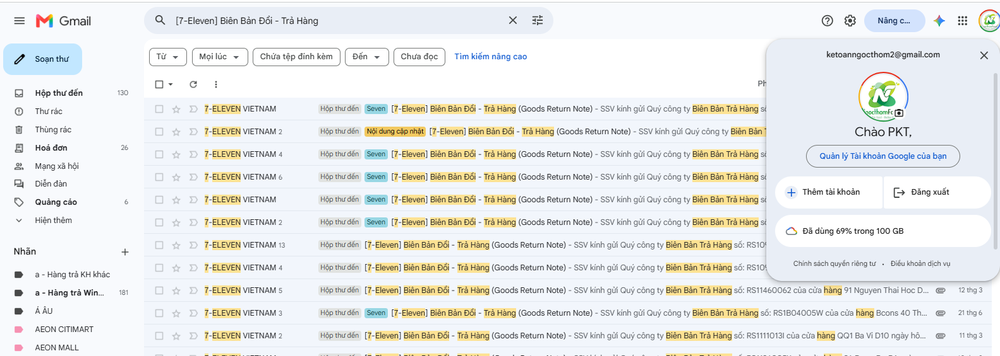 Gmail
[7-Eleven] Biên Bản Đổi - Trả Hàng
Nâng c...
Soạn thư
Từ
Mọi lúc
Chứa tệp đính kèm
Đến
Chưa đọc
Tìm kiếm nâng cao
Hộp thư đến 130
Thư rác
Thùng rác
Hoá đơn 26
Mạng xã hội
Diễn đàn
Quảng cáo 6
Hiện thêm
Nhãn
a - Hàng trả KH khác
a - Hàng trả Win... 181
Á ÂU
AEON CITIMART
AEON MALL
7-ELEVEN VIETNAM Hộp thư đến Seven [7-Eleven] Biên Bản Đổi - Trả Hàng (Goods Return Note) - SSV kính gửi Quý công ty Biên Bản Trả Hàng số
7-ELEVEN VIETNAM 2 Hộp thư đến Nội dung cập nhật [7-Eleven] Biên Bản Đổi - Trả Hàng (Goods Return Note) - SSV kính gửi Quý công ty Biên Bản T
7-ELEVEN VIETNAM 4 Hộp thư đến Seven [7-Eleven] Biên Bản Đổi - Trả Hàng (Goods Return Note) - SSV kính gửi Quý công ty Biên Bản Trả Hàng số
7-ELEVEN VIETNAM 6 Hộp thư đến Seven [7-Eleven] Biên Bản Đổi - Trả Hàng (Goods Return Note) - SSV kính gửi Quý công ty Biên Bản Trả Hàng số
7-ELEVEN VIETNAM Hộp thư đến Seven [7-Eleven] Biên Bản Đổi - Trả Hàng (Goods Return Note) - SSV kính gửi Quý công ty Biên Bản Trả Hàng số
7-ELEVEN VIETNAM 2 Hộp thư đến Seven [7-Eleven] Biên Bản Đổi - Trả Hàng (Goods Return Note) - SSV kính gửi Quý công ty Biên Bản Trả Hàng số
7-ELEVEN VIETNAM 13 Hộp thư đến [7-Eleven] Biên Bản Đổi - Trả Hàng (Goods Return Note) - SSV kính gửi Quý công ty Biên Bản Trả Hàng số: RS109
7-ELEVEN VIETNAM 4 Hộp thư đến [7-Eleven] Biên Bản Đổi - Trả Hàng (Goods Return Note) - SSV kính gửi Quý công ty Biên Bản Trả Hàng số: RS109
7-ELEVEN VIETNAM 5 Hộp thư đến [7-Eleven] Biên Bản Đổi - Trả Hàng (Goods Return Note) - SSV kính gửi Quý công ty Biên Bản Trả Hàng số: RS11460062 của cửa hàng 91 Nguyen Thai Hoc D... 12 thg 3
7-ELEVEN VIETNAM 3 Hộp thư đến Seven [7-Eleven] Biên Bản Đổi - Trả Hàng (Goods Return Note) - SSV kính gửi Quý công ty Biên Bản Trả Hàng số: RS1B04005W của cửa hàng Bcons 40 Th... 21 thg 6
7-ELEVEN VIETNAM 2 Hộp thư đến [7-Eleven] Biên Bản Đổi - Trả Hàng (Goods Return Note) - SSV kính gửi Quý công ty Biên Bản Trả Hàng số: RS1111013I của cửa hàng QQ1 Ba Vi D10 ngày hô... 11 thg 3
ketoanngocthom2@gmail.com
Chào PKT,
Quản lý Tài khoản Google của bạn
Thêm tài khoản
Đăng xuất
Đã dùng 69% trong 100 GB
Chính sách quyền riêng tư • Điều khoản dịch vụ